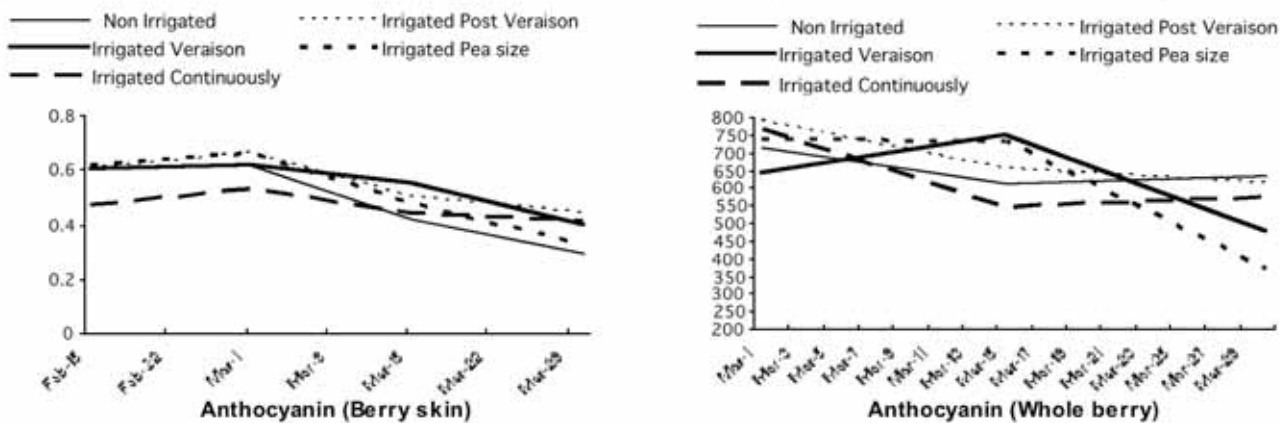 Non Irrigated
Irrigated Post Veraison
Irrigated Veraison
Irrigated Pea size
Irrigated Continuously
0.8
0.6
0.4
0.2
0
Feb-15
Feb-22
Mar-1
Mar-8
Mar-15
Mar-22
Mar-29
Anthocyanin (Berry skin)
Non Irrigated
Irrigated Post Veraison
Irrigated Veraison
Irrigated Pea size
Irrigated Continuously
800
750
700
650
600
550
500
450
400
350
300
250
200
Mar-1
Mar-3
Mar-5
Mar-7
Mar-9
Mar-11
Mar-13
Mar-15
Mar-17
Mar-19
Mar-21
Mar-23
Mar-25
Mar-27
Mar-29
Anthocyanin (Whole berry)